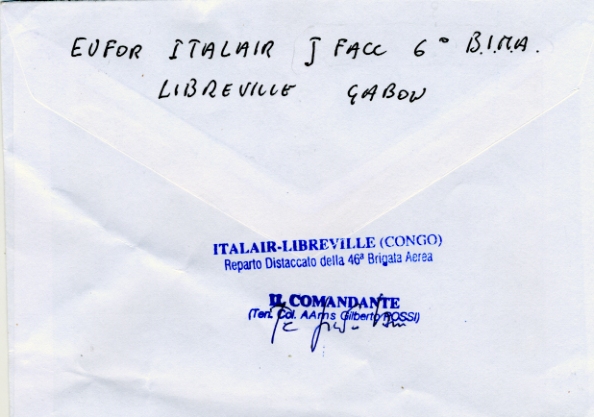 EUFOR ITALAIR J FACC 6° B.I.M.A.
LIBREVILLE GABON
ITALAIR-LIBREVILLE (CONGO)
Reparto Distaccato della 46ª Brigata Aerea
IL COMANDANTE
(Ten. Col. AArns Gilberto ROSSI)